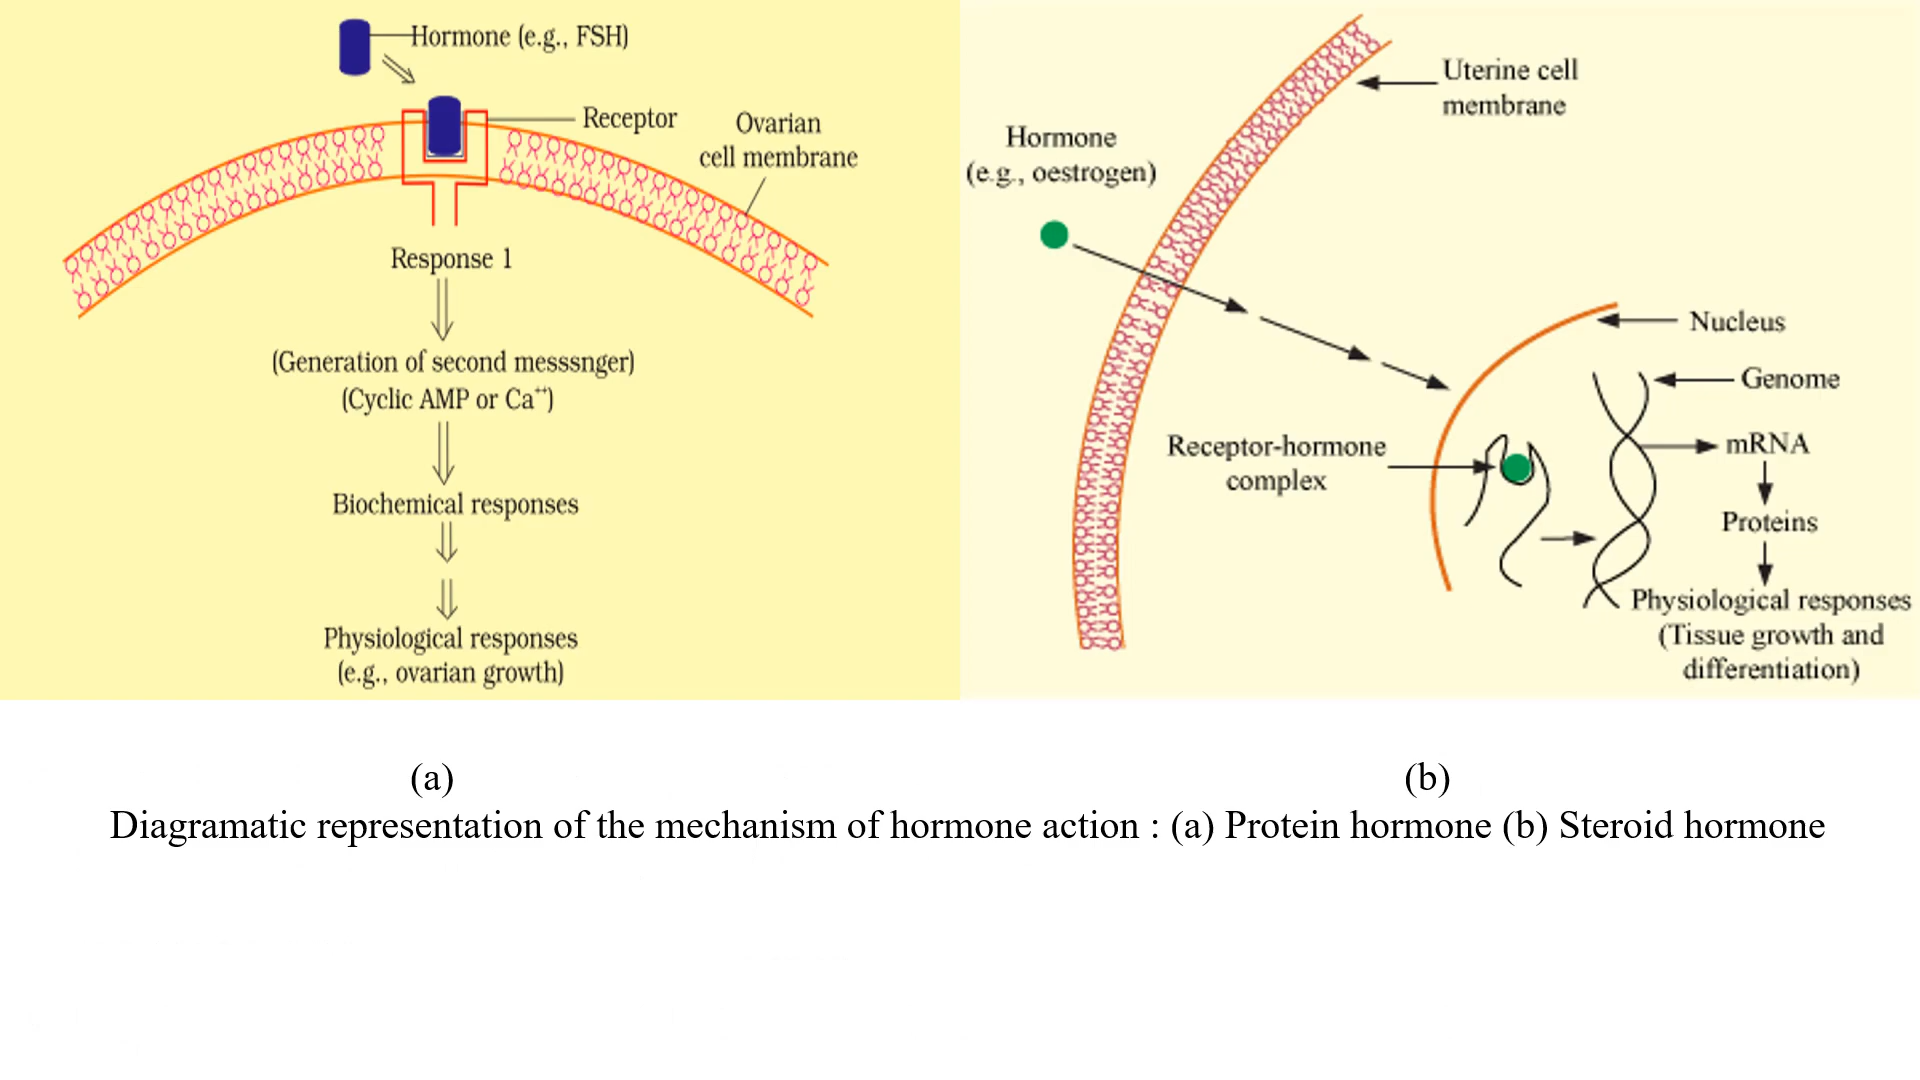 Hormone (e.g., FSH)
Receptor
Ovarian
cell membrane
Response 1
(Generation of second messsnger)
(Cyclic AMP or Ca⁺⁺)
Biochemical responses
Physiological responses
(e.g., ovarian growth)
Uterine cell
membrane
Hormone
(e.g., oestrogen)
Nucleus
Genome
Receptor-hormone
complex
mRNA
Proteins
Physiological responses
(Tissue growth and
differentiation)
(a)
(b)
Diagramatic representation of the mechanism of hormone action : (a) Protein hormone (b) Steroid hormone